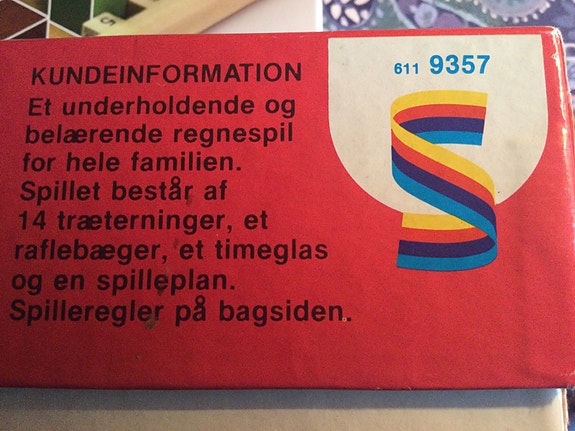 5
611 9357
KUNDEINFORMATION
Et underholdende og
belærende regnespil
for hele familien.
Spillet består af
14 træterninger, et
raflebæger, et timeglas
og en spilleplan.
Spilleregler på bagsiden.